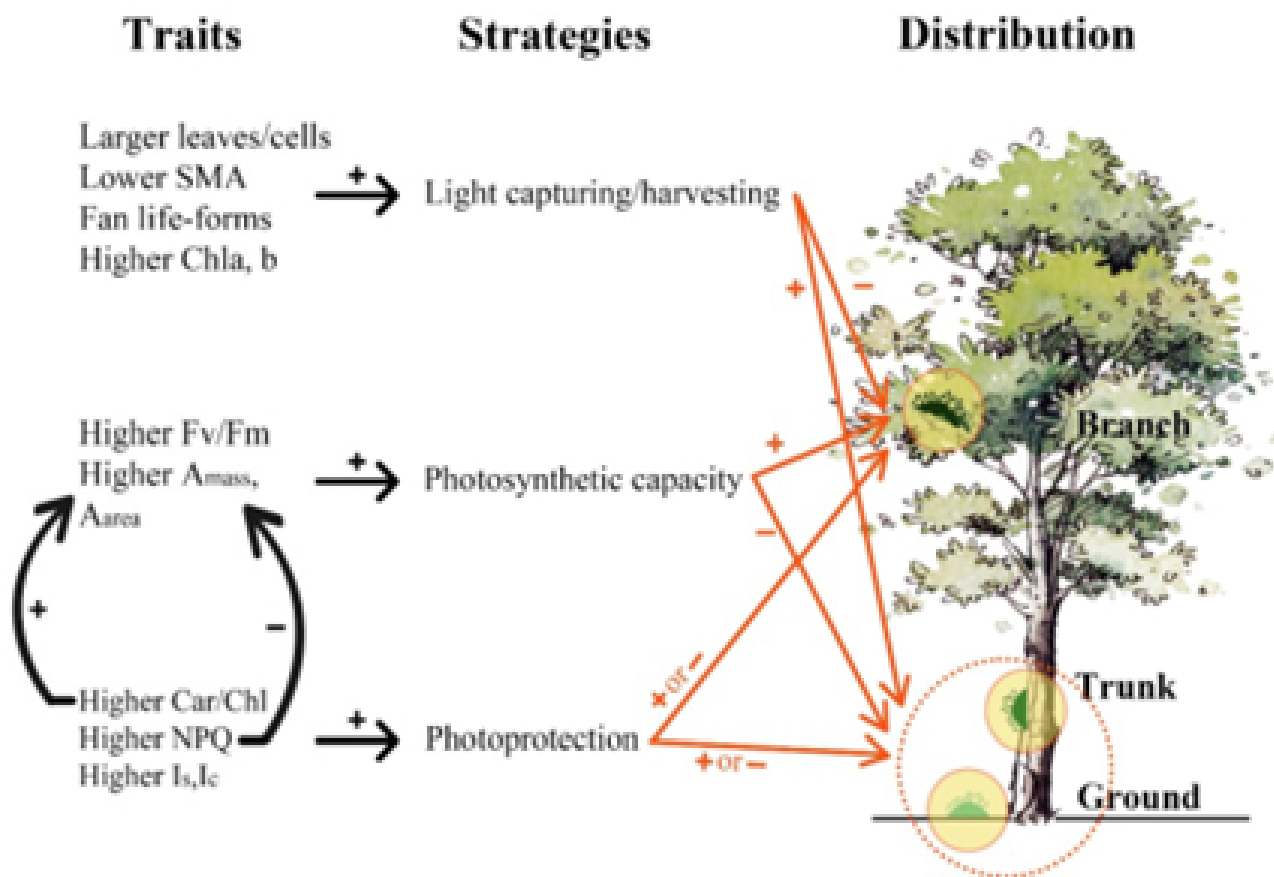 Traits Strategies Distribution
Larger leaves/cells
Lower SMA
Fan life-forms
Higher Chla, b
+
Light capturing/harvesting
+
-
Higher Fv/Fm
Higher Amass,
Aarea
+
Photosynthetic capacity
+
-
Branch
+
-
Higher Car/Chl
Higher NPQ
Higher Is,Ic
+
Photoprotection
+or-
+or-
Trunk
Ground